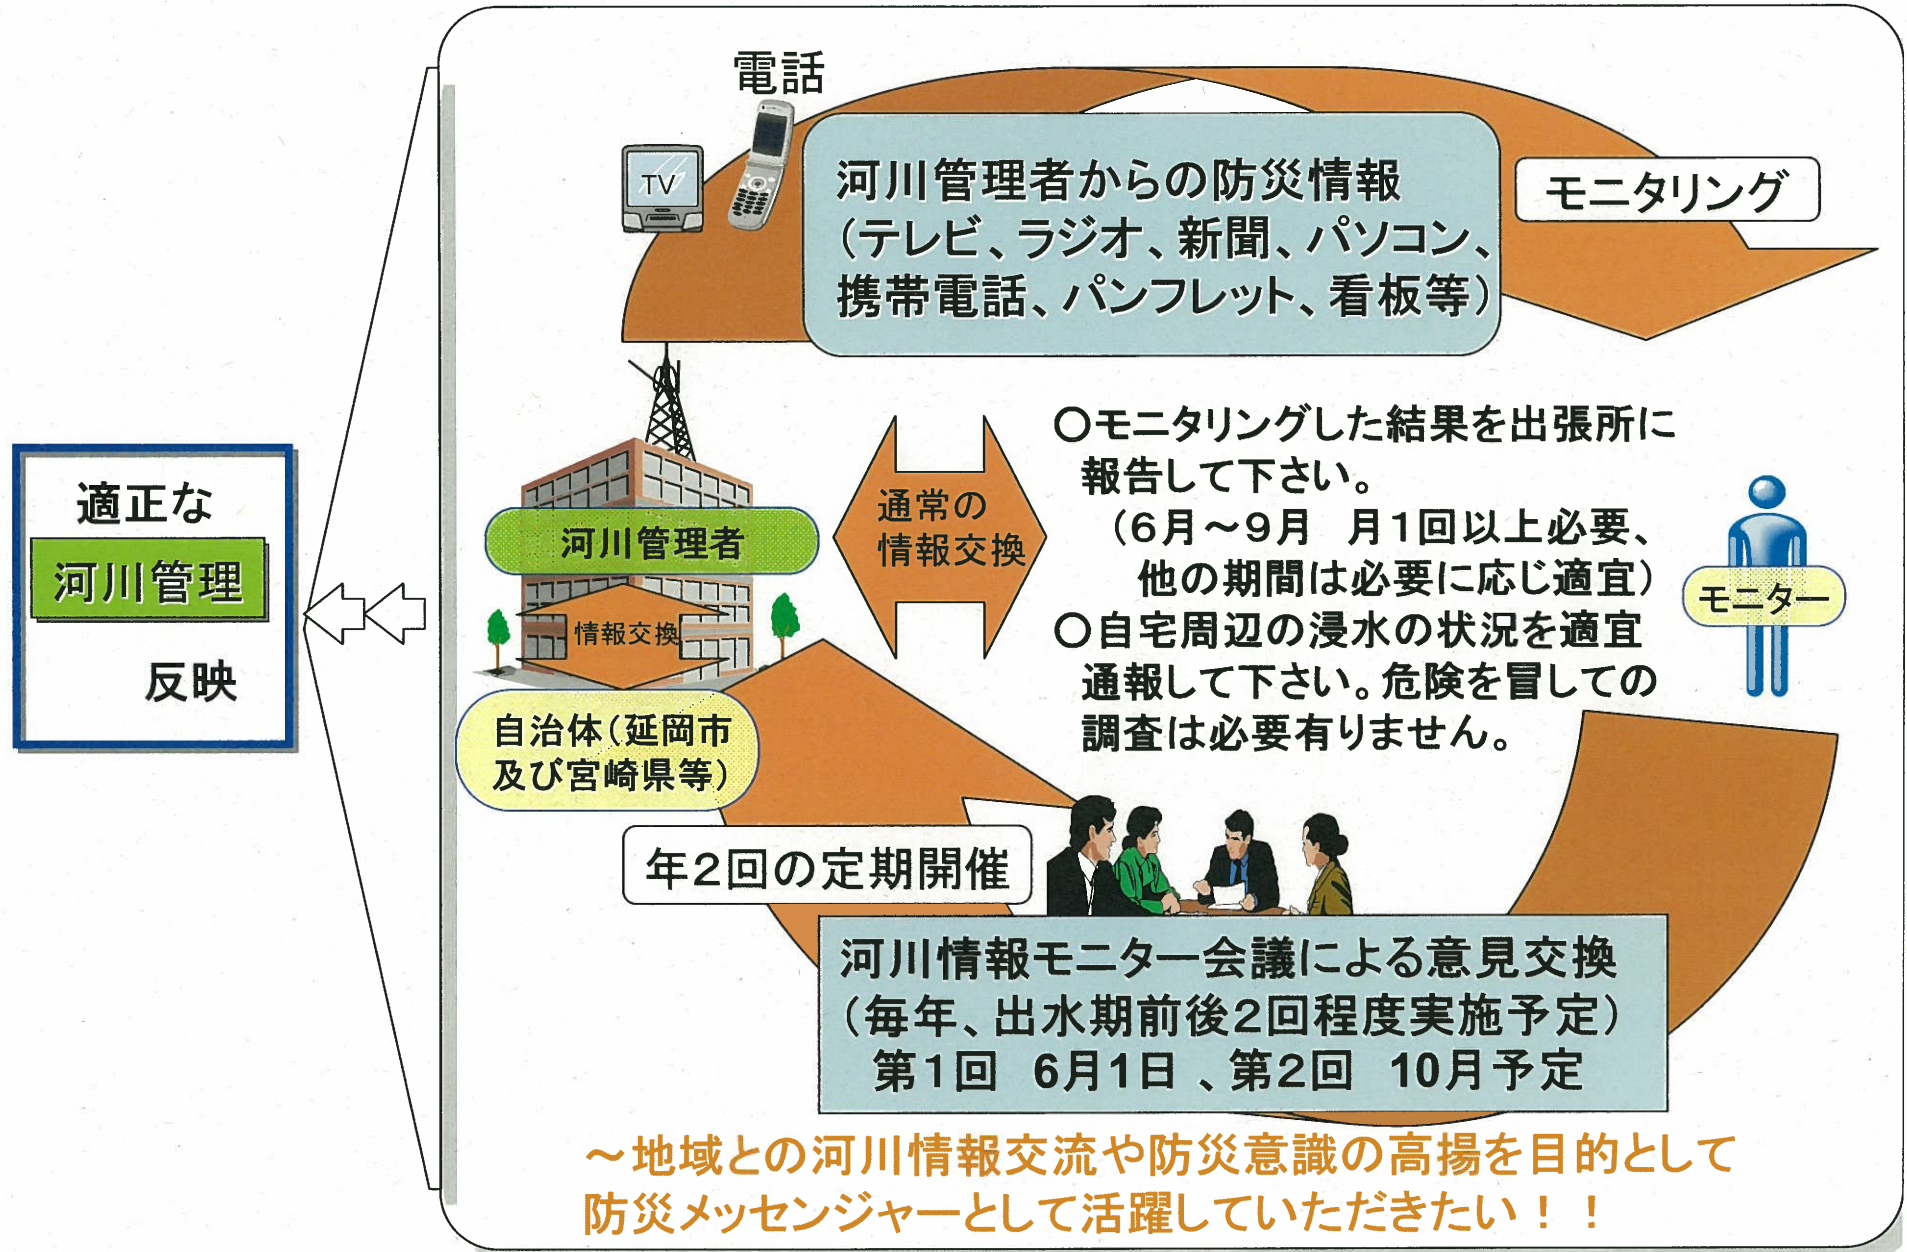 電話
TV
河川管理者からの防災情報
（テレビ、ラジオ、新聞、パソコン、
携帯電話、パンフレット、看板等）
モニタリング
適正な
河川管理
反映
河川管理者
情報交換
自治体（延岡市
及び宮崎県等）
通常の
情報交換
○モニタリングした結果を出張所に
報告して下さい。
（6月～9月　月1回以上必要、
他の期間は必要に応じ適宜）
○自宅周辺の浸水の状況を適宜
通報して下さい。危険を冒しての
調査は必要有りません。
モニター
年2回の定期開催
河川情報モニター会議による意見交換
（毎年、出水期前後2回程度実施予定）
第1回　6月1日 、第2回　10月予定
～地域との河川情報交流や防災意識の高揚を目的として
防災メッセンジャーとして活躍していただきたい！！